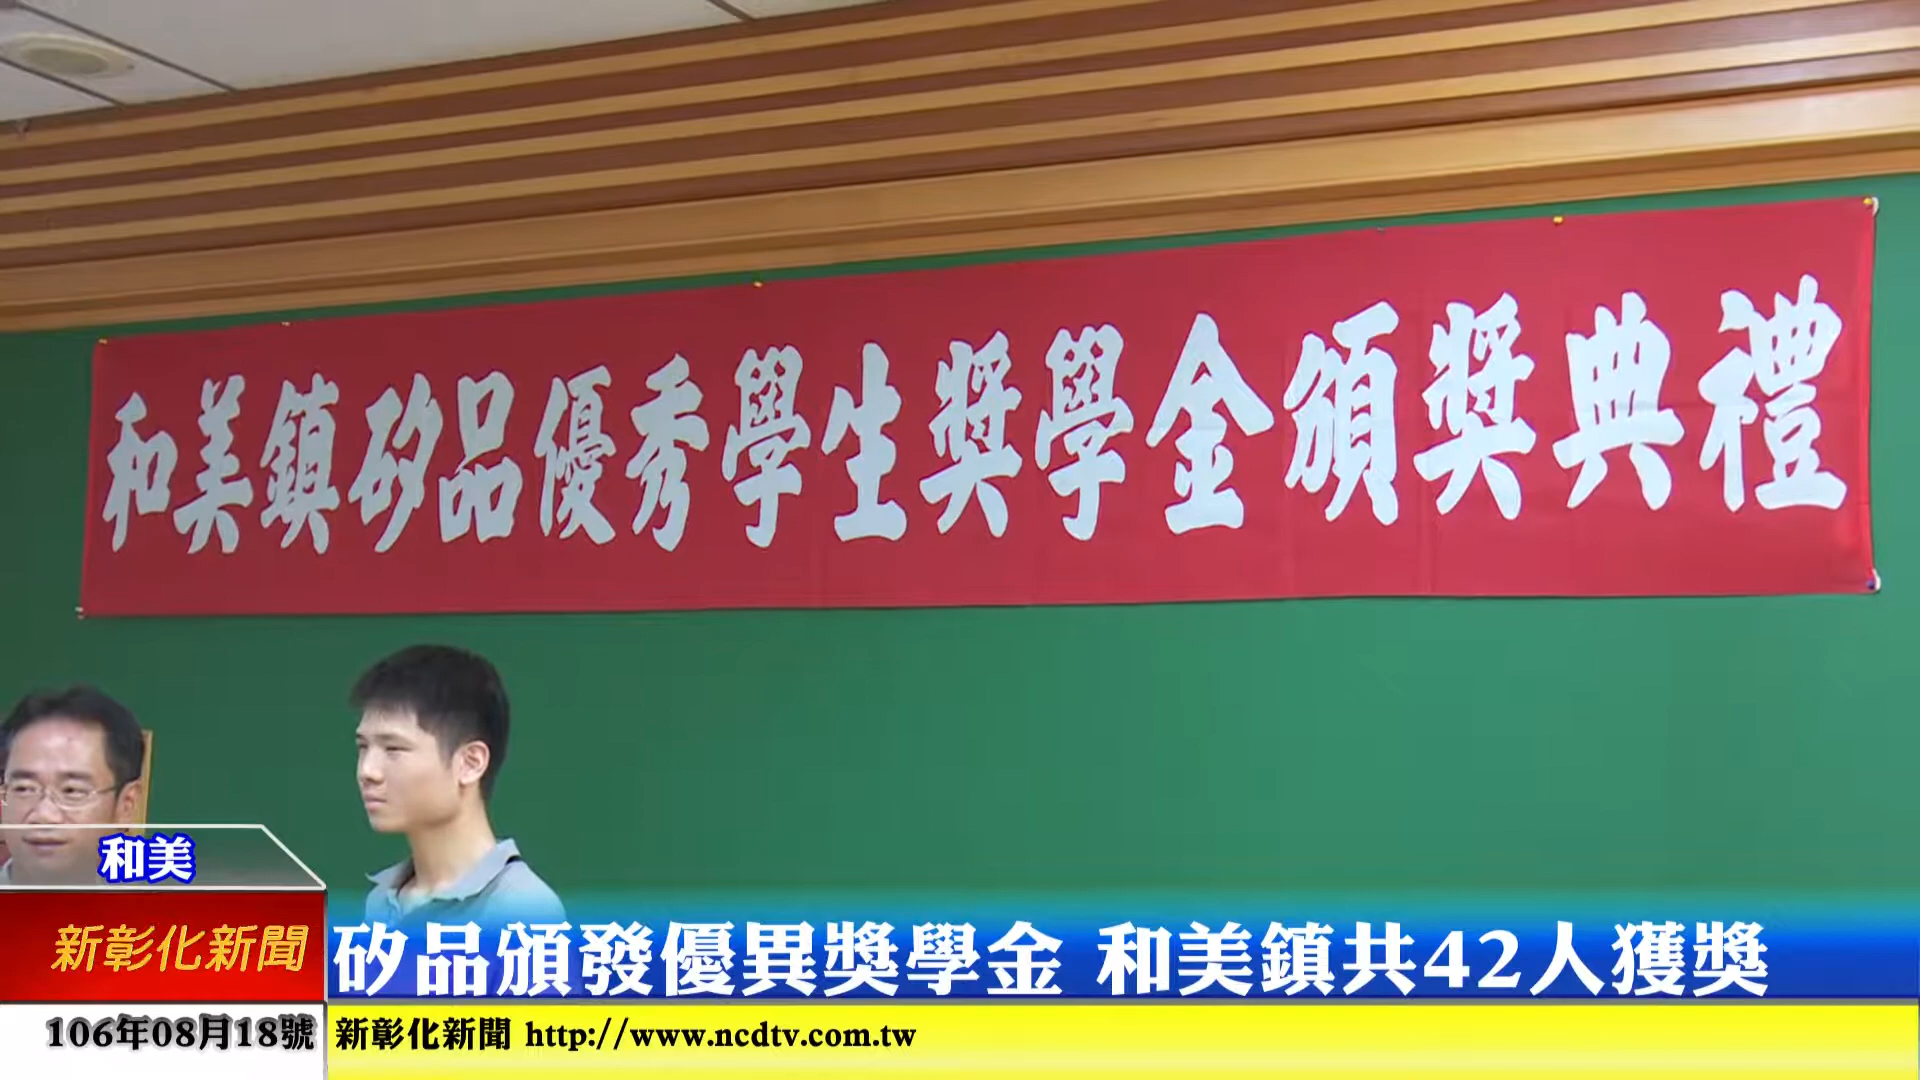 和美鎮矽品優秀學生獎學金頒獎典禮
和美
新彰化新聞
矽品頒發優異獎學金 和美鎮共42人獲獎
106年08月18號
新彰化新聞 http://www.ncdtv.com.tw